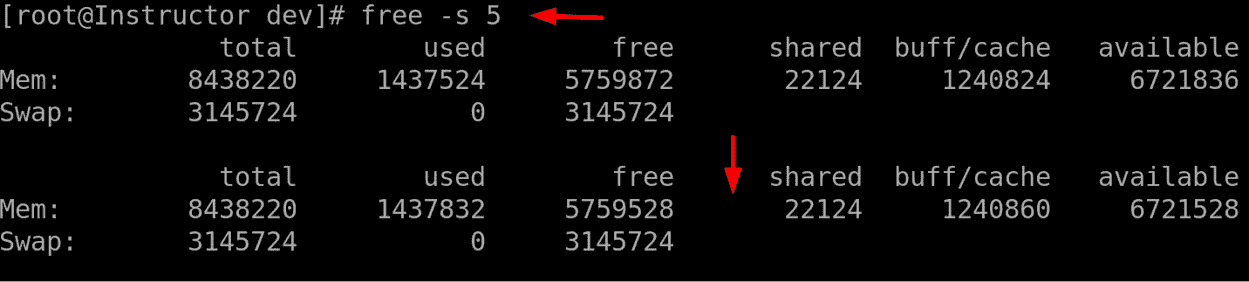 [root@Instructor dev]# free -s 5
total used free shared buff/cache available
Mem: 8438220 1437524 5759872 22124 1240824 6721836
Swap: 3145724 0 3145724
total used free shared buff/cache available
Mem: 8438220 1437832 5759528 22124 1240860 6721528
Swap: 3145724 0 3145724